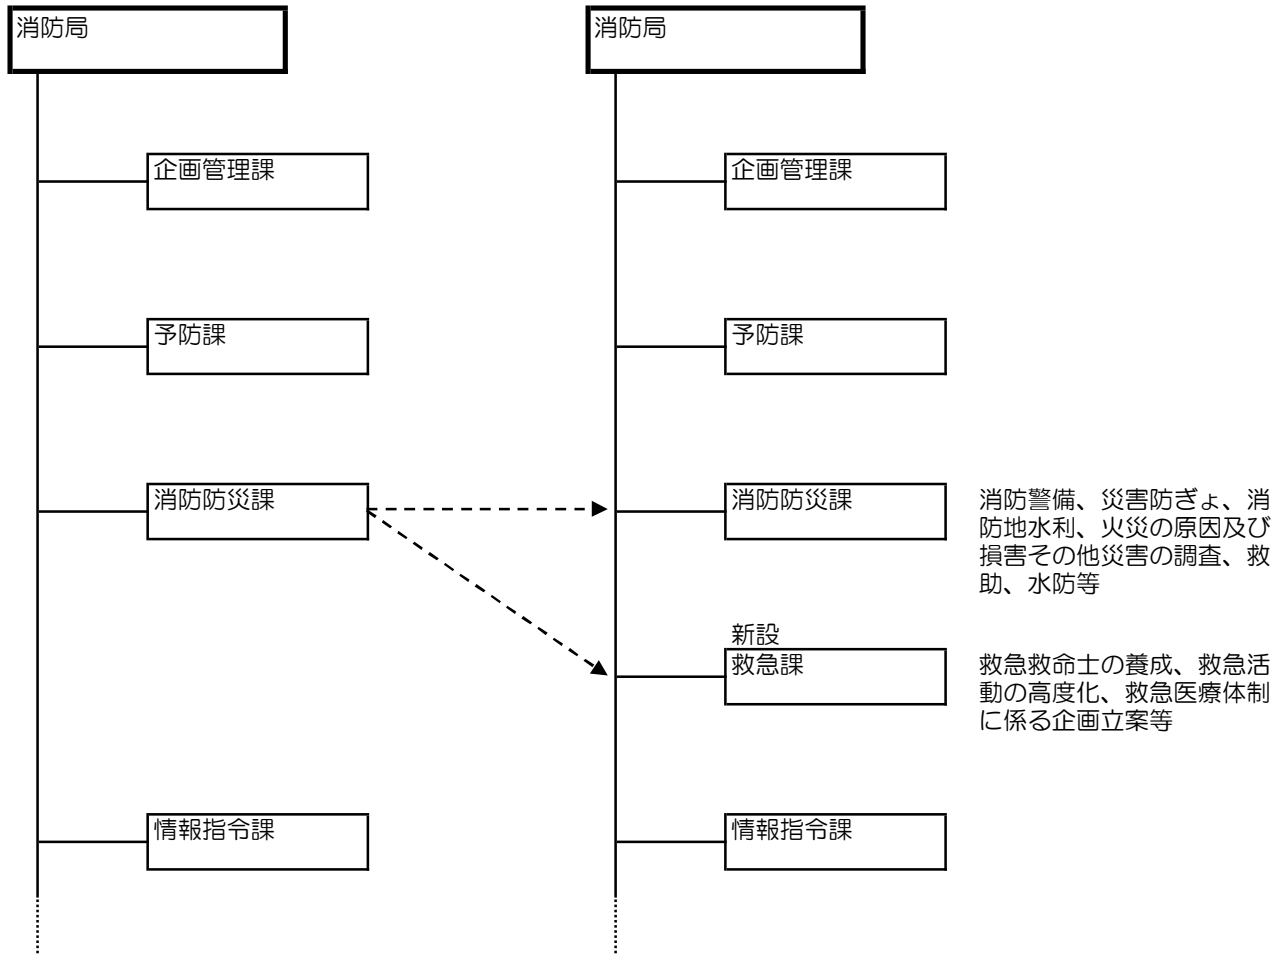 消防局
消防局
企画管理課
企画管理課
予防課
予防課
消防防災課
消防防災課
消防警備、災害防ぎょ、消
防地水利、火災の原因及び
損害その他災害の調査、救
助、水防等
新設
救急課
救急救命士の養成、救急活
動の高度化、救急医療体制
に係る企画立案等
情報指令課
情報指令課